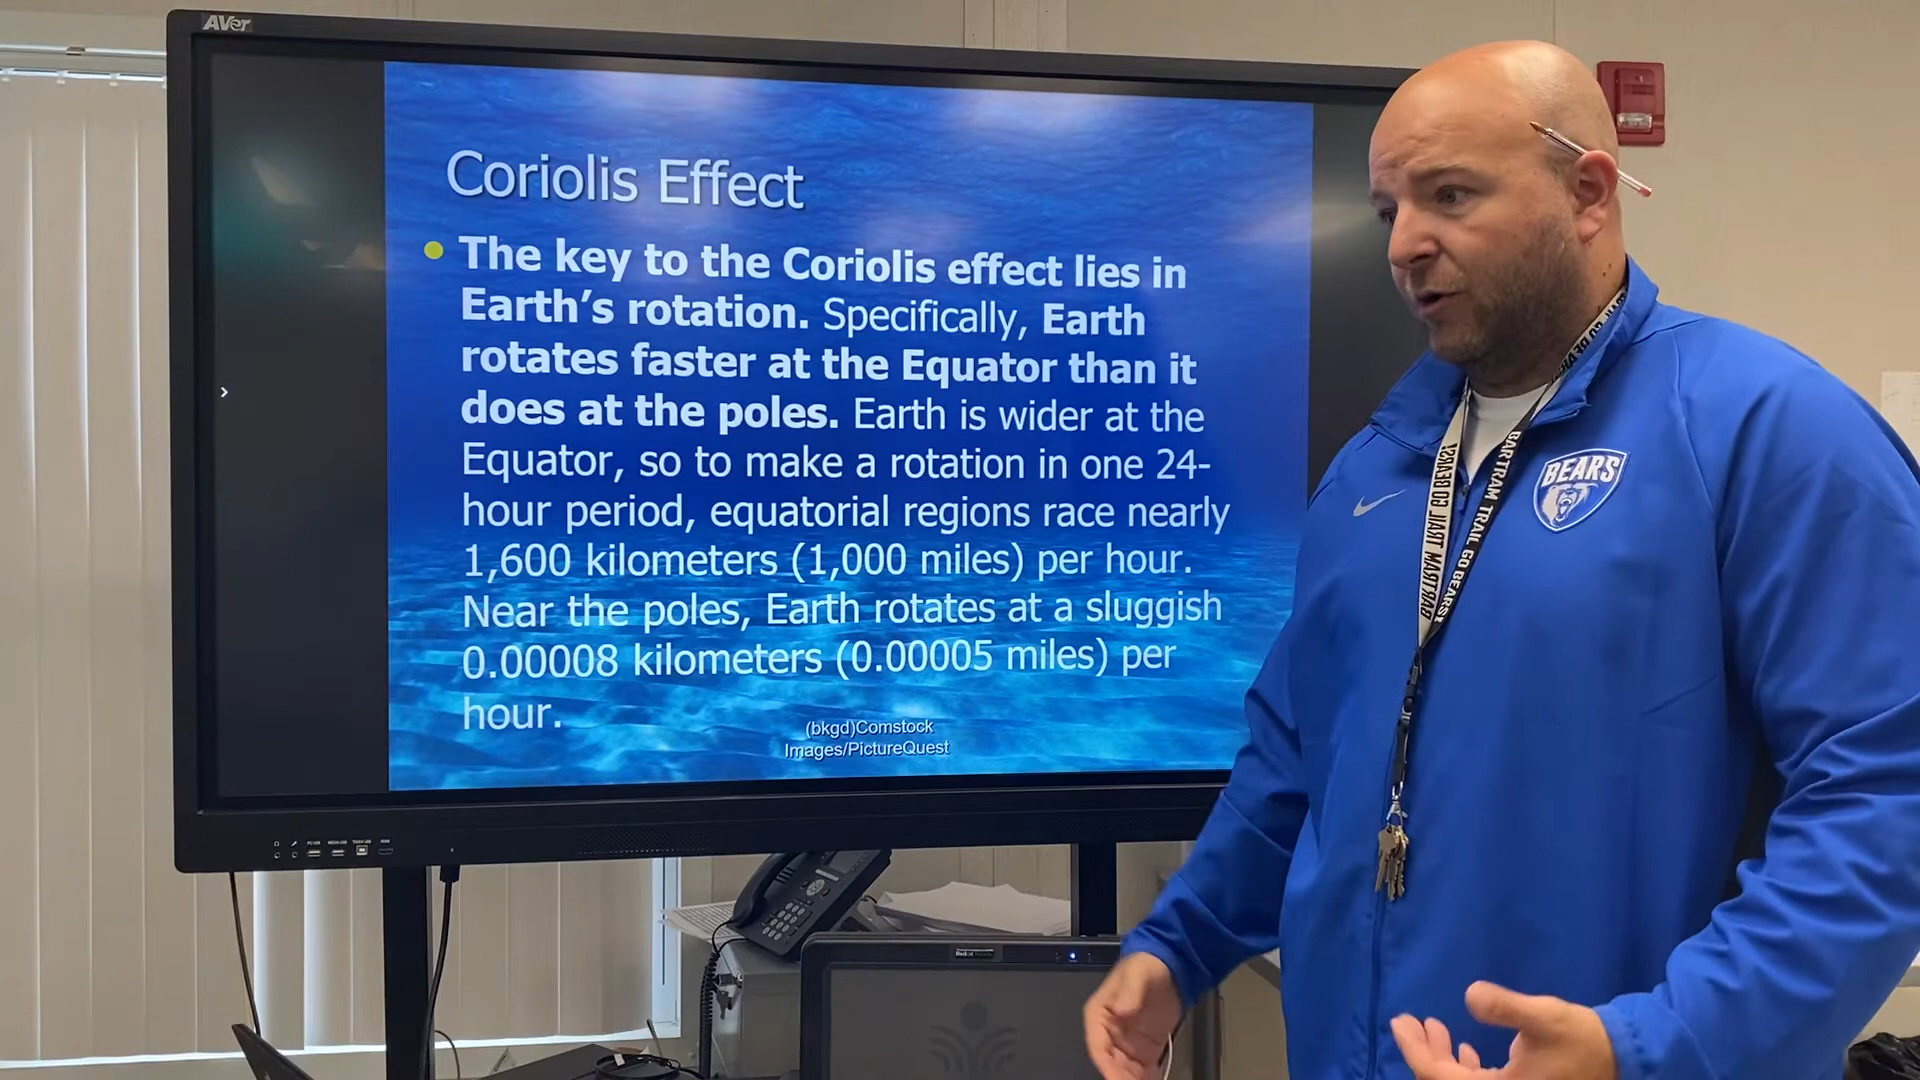 AVer
Coriolis Effect
The key to the Coriolis effect lies in
Earth's rotation. Specifically, Earth
rotates faster at the Equator than it
does at the poles. Earth is wider at the
Equator, so to make a rotation in one 24-
hour period, equatorial regions race nearly
1,600 kilometers (1,000 miles) per hour.
Near the poles, Earth rotates at a sluggish
0.00008 kilometers (0.00005 miles) per
hour.
(bkgd)Comstock
Images/PictureQuest
BEARS
BARTRAM TRAIL GO BEARS!
BARTRAM TRAIL GO BEARS!